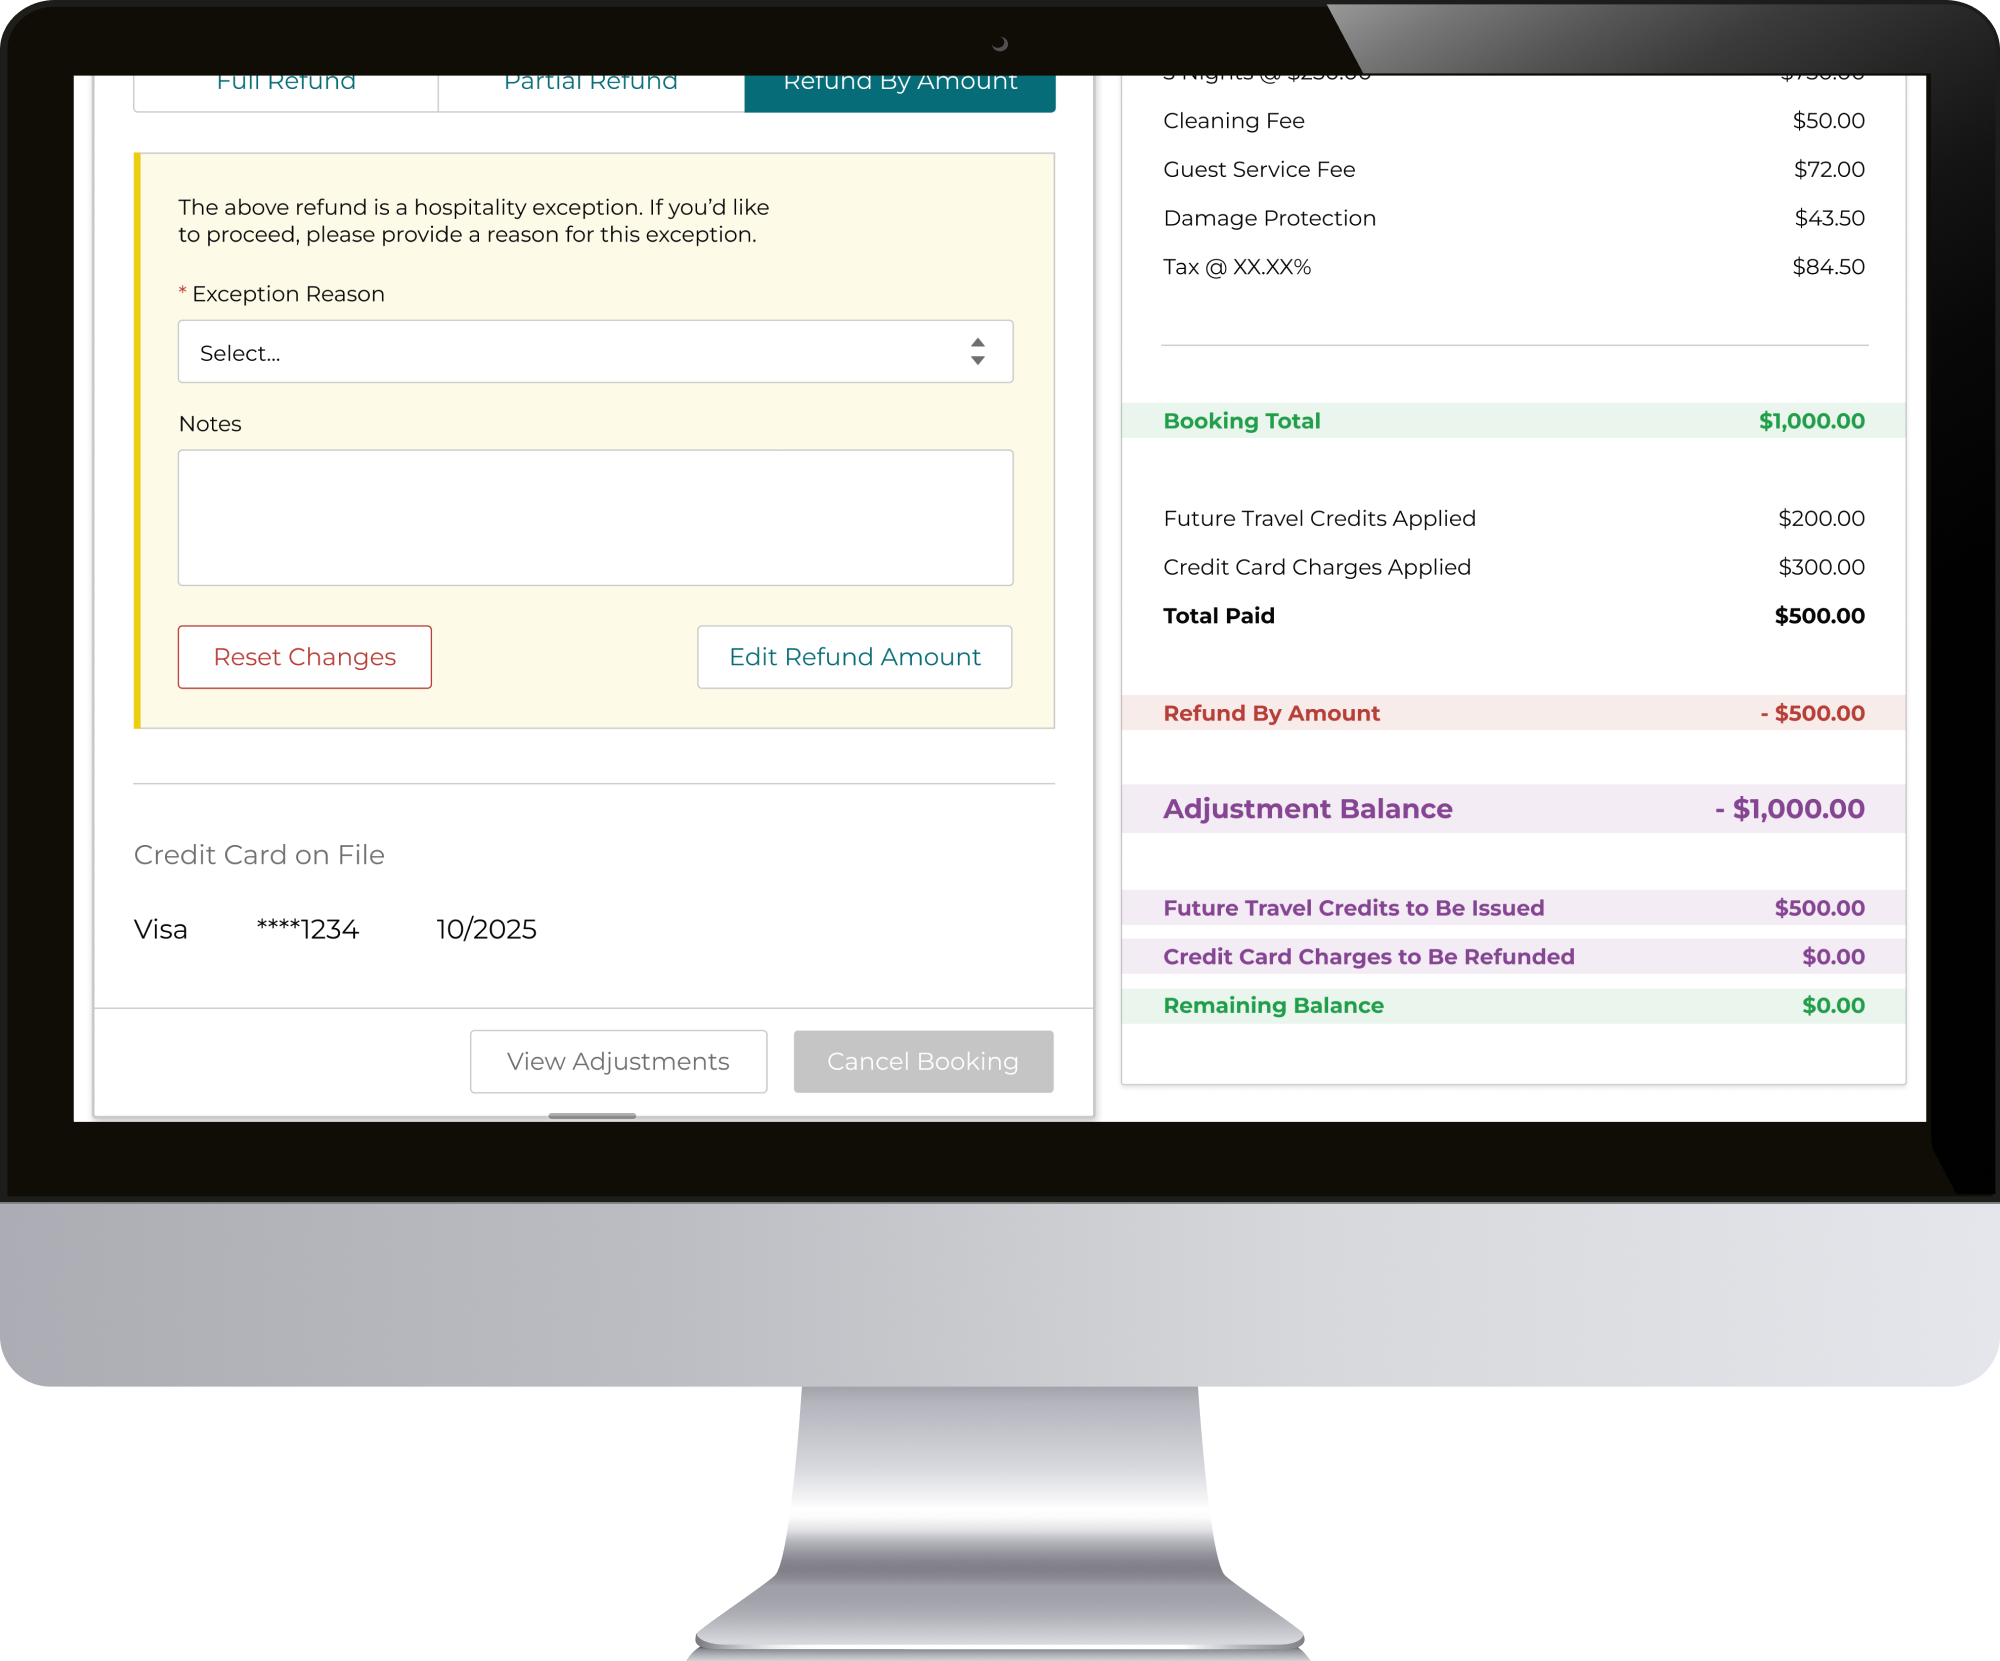 Full Refund
Partial Refund
Refund By Amount
The above refund is a hospitality exception. If you’d like
to proceed, please provide a reason for this exception.
* Exception Reason
Select...
Notes
Reset Changes
Edit Refund Amount
Credit Card on File
Visa ****1234 10/2025
View Adjustments
Cancel Booking
3 Nights @ $250.00 $750.00
Cleaning Fee $50.00
Guest Service Fee $72.00
Damage Protection $43.50
Tax @ XX.XX% $84.50
Booking Total $1,000.00
Future Travel Credits Applied $200.00
Credit Card Charges Applied $300.00
Total Paid $500.00
Refund By Amount - $500.00
Adjustment Balance - $1,000.00
Future Travel Credits to Be Issued $500.00
Credit Card Charges to Be Refunded $0.00
Remaining Balance $0.00